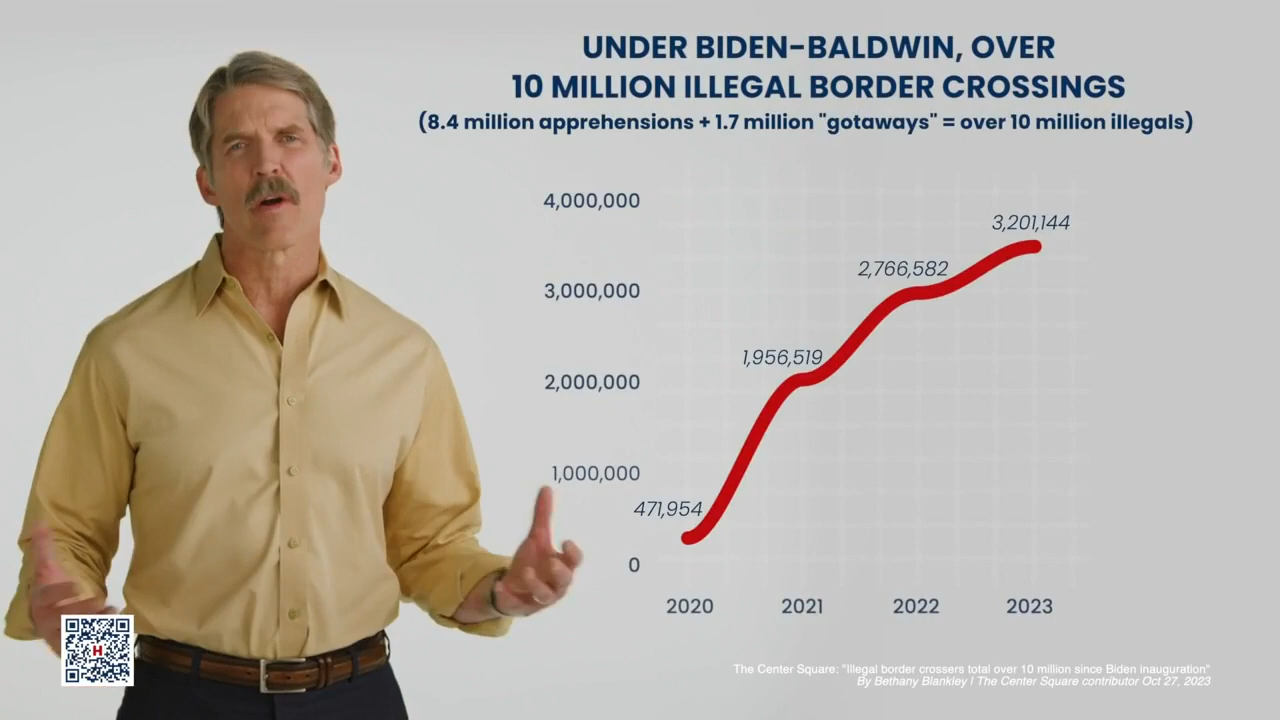 UNDER BIDEN-BALDWIN, OVER
10 MILLION ILLEGAL BORDER CROSSINGS
(8.4 million apprehensions + 1.7 million "gotaways" = over 10 million illegals)
4,000,000
3,201,144
2,766,582
3,000,000
1,956,519
2,000,000
1,000,000
471,954
0
2020 2021 2022 2023
H
The Center Square: "Illegal border crossers total over 10 million since Biden inauguration"
By Bethany Blankley I The Center Square contributor Oct 27, 2023